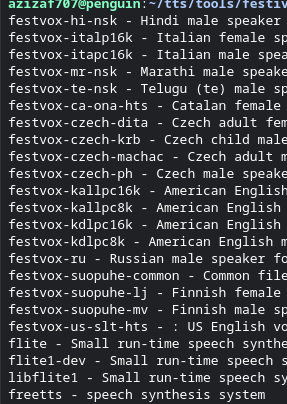 azizaf707@penguin:~/tts/tools/festiv
festvox-hi-nsk - Hindi male speaker
festvox-italp16k - Italian female sp
festvox-itapc16k - Italian male spea
festvox-mr-nsk - Marathi male speake
festvox-te-nsk - Telugu (te) male sp
festvox-ca-ona-hts - Catalan female
festvox-czech-dita - Czech adult fem
festvox-czech-krb - Czech child male
festvox-czech-machac - Czech adult m
festvox-czech-ph - Czech male speake
festvox-kallpc16k - American English
festvox-kallpc8k - American English
festvox-kdlpc16k - American English
festvox-kdlpc8k - American English m
festvox-ru - Russian male speaker fo
festvox-suopuhe-common - Common file
festvox-suopuhe-lj - Finnish female
festvox-suopuhe-mv - Finnish male sp
festvox-us-slt-hts - : US English vo
flite - Small run-time speech synthe
flite1-dev - Small run-time speech s
libflite1 - Small run-time speech sy
freetts - speech synthesis system